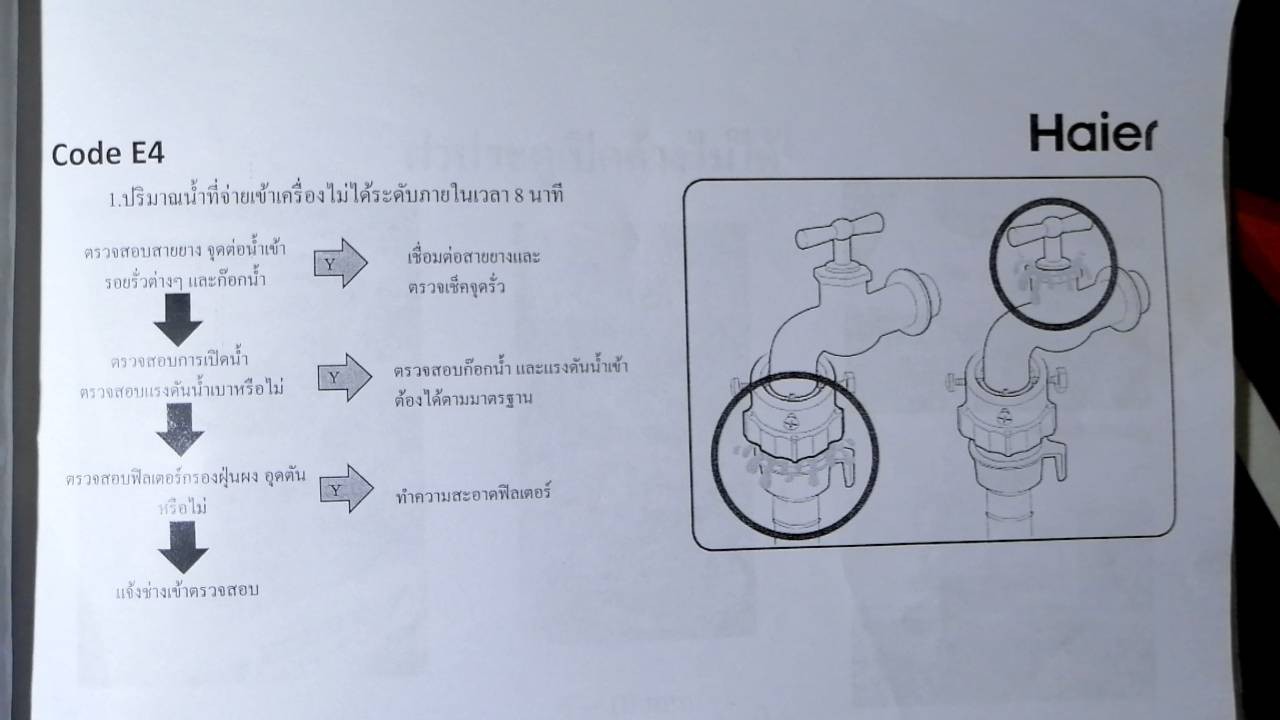 Haier
Code E4
1.ปริมาณน้ำที่จ่ายเข้าเครื่องไม่ได้ระดับภายในเวลา 8 นาที
ตรวจสอบสายยาง จุดต่อน้ำเข้า
รอยรั่วต่างๆ และก๊อกน้ำ
Y
เชื่อมต่อสายยางและ
ตรวจเช็คจุดรั่ว
ตรวจสอบการเปิดน้ำ
ตรวจสอบแรงดันน้ำเบาหรือไม่
Y
ตรวจสอบก๊อกน้ำ และแรงดันน้ำเข้า
ต้องได้ตามมาตรฐาน
ตรวจสอบฟิลเตอร์กรองฝุ่นผง อุดตัน
หรือไม่
Y
ทำความสะอาดฟิลเตอร์
แจ้งช่างเข้าตรวจสอบ